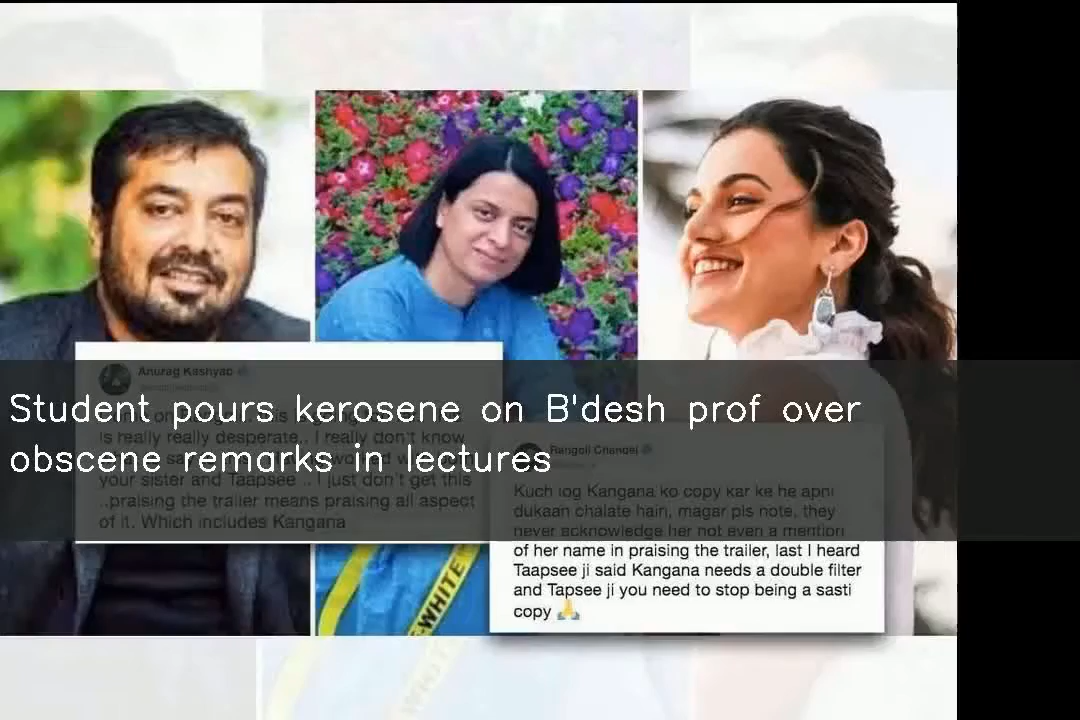 Anurag Kashyap
Student pours kerosene on B'desh prof over
obscene remarks in lectures
is really really desperate.. I really don't know
your sister and Taapsee .. I just don't get this
..praising the trailer means praising all aspect
of it. Which includes Kangana
Rangoli Chandel
Kuch log Kangana ko copy kar ke he apni
dukaan chalate hain, magar pls note, they
never acknowledge her not even a mention
of her name in praising the trailer, last I heard
Taapsee ji said Kangana needs a double filter
and Tapsee ji you need to stop being a sasti
copy 🙏
WHITE